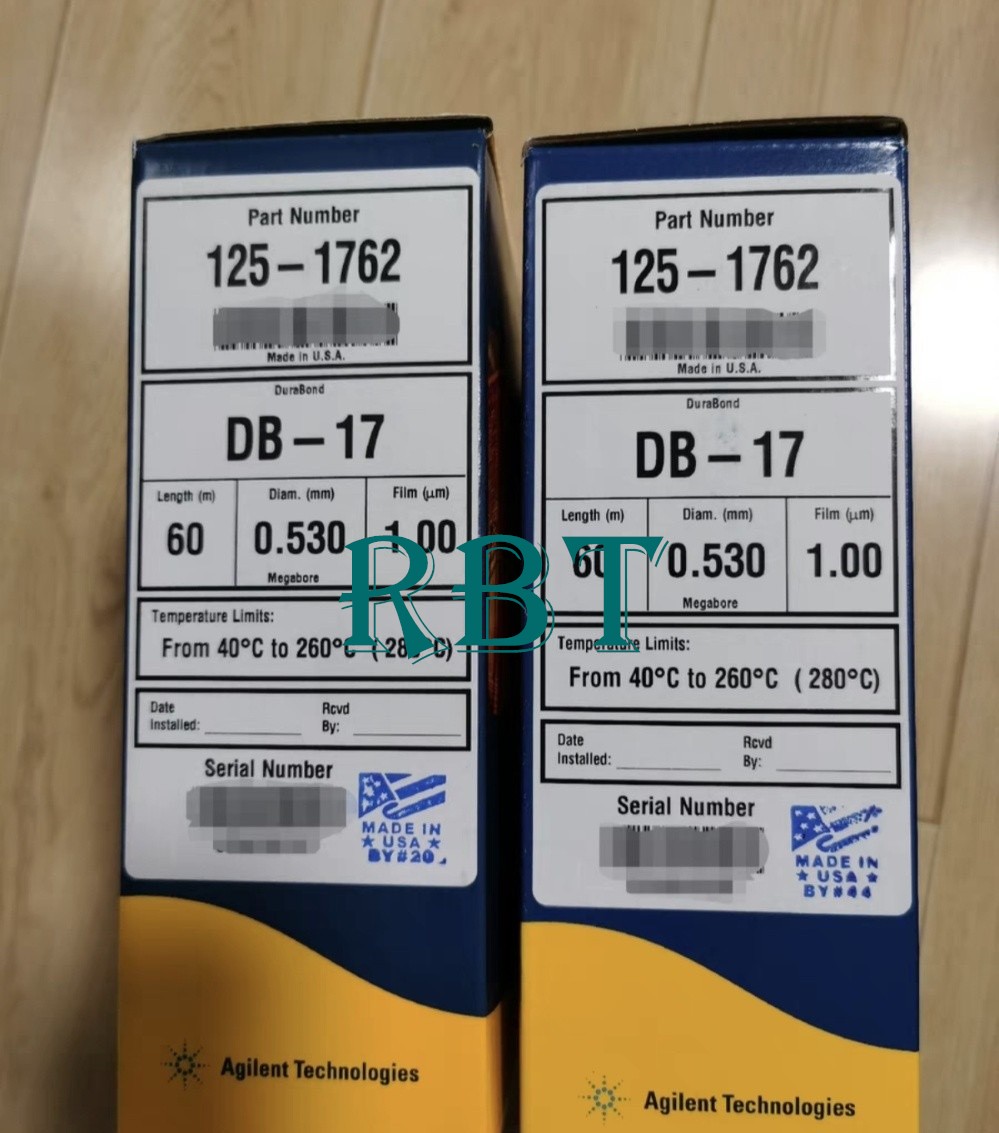 Part Number
125-1762
Made in U.S.A.
DuraBond
DB-17
Length (m) Diam. (mm) Film (µm)
60 0.530 1.00
Megabore
Temperature Limits:
From 40°C to 260°C (280°C)
Date Installed: Rcvd By:
Serial Number
MADE IN
★ USA ★
BY#20
Agilent Technologies
Part Number
125-1762
Made in U.S.A.
DuraBond
DB-17
Length (m) Diam. (mm) Film (µm)
60 0.530 1.00
Megabore
Temperature Limits:
From 40°C to 260°C (280°C)
Date Installed: Rcvd By:
Serial Number
MADE IN
★ USA ★
BY#44
Agilent Technologies
RBT